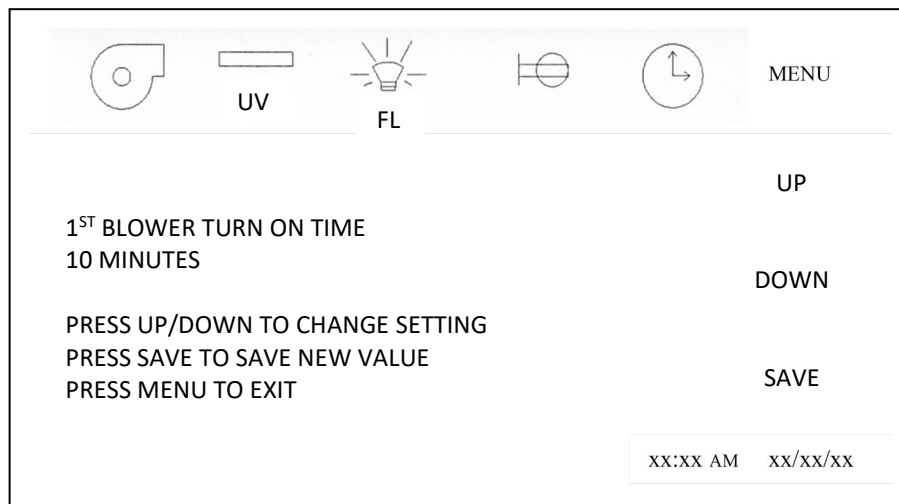 UV
FL
MENU
UP
1ST BLOWER TURN ON TIME
10 MINUTES
DOWN
PRESS UP/DOWN TO CHANGE SETTING
PRESS SAVE TO SAVE NEW VALUE
PRESS MENU TO EXIT
SAVE
xx:xx AM xx/xx/xx